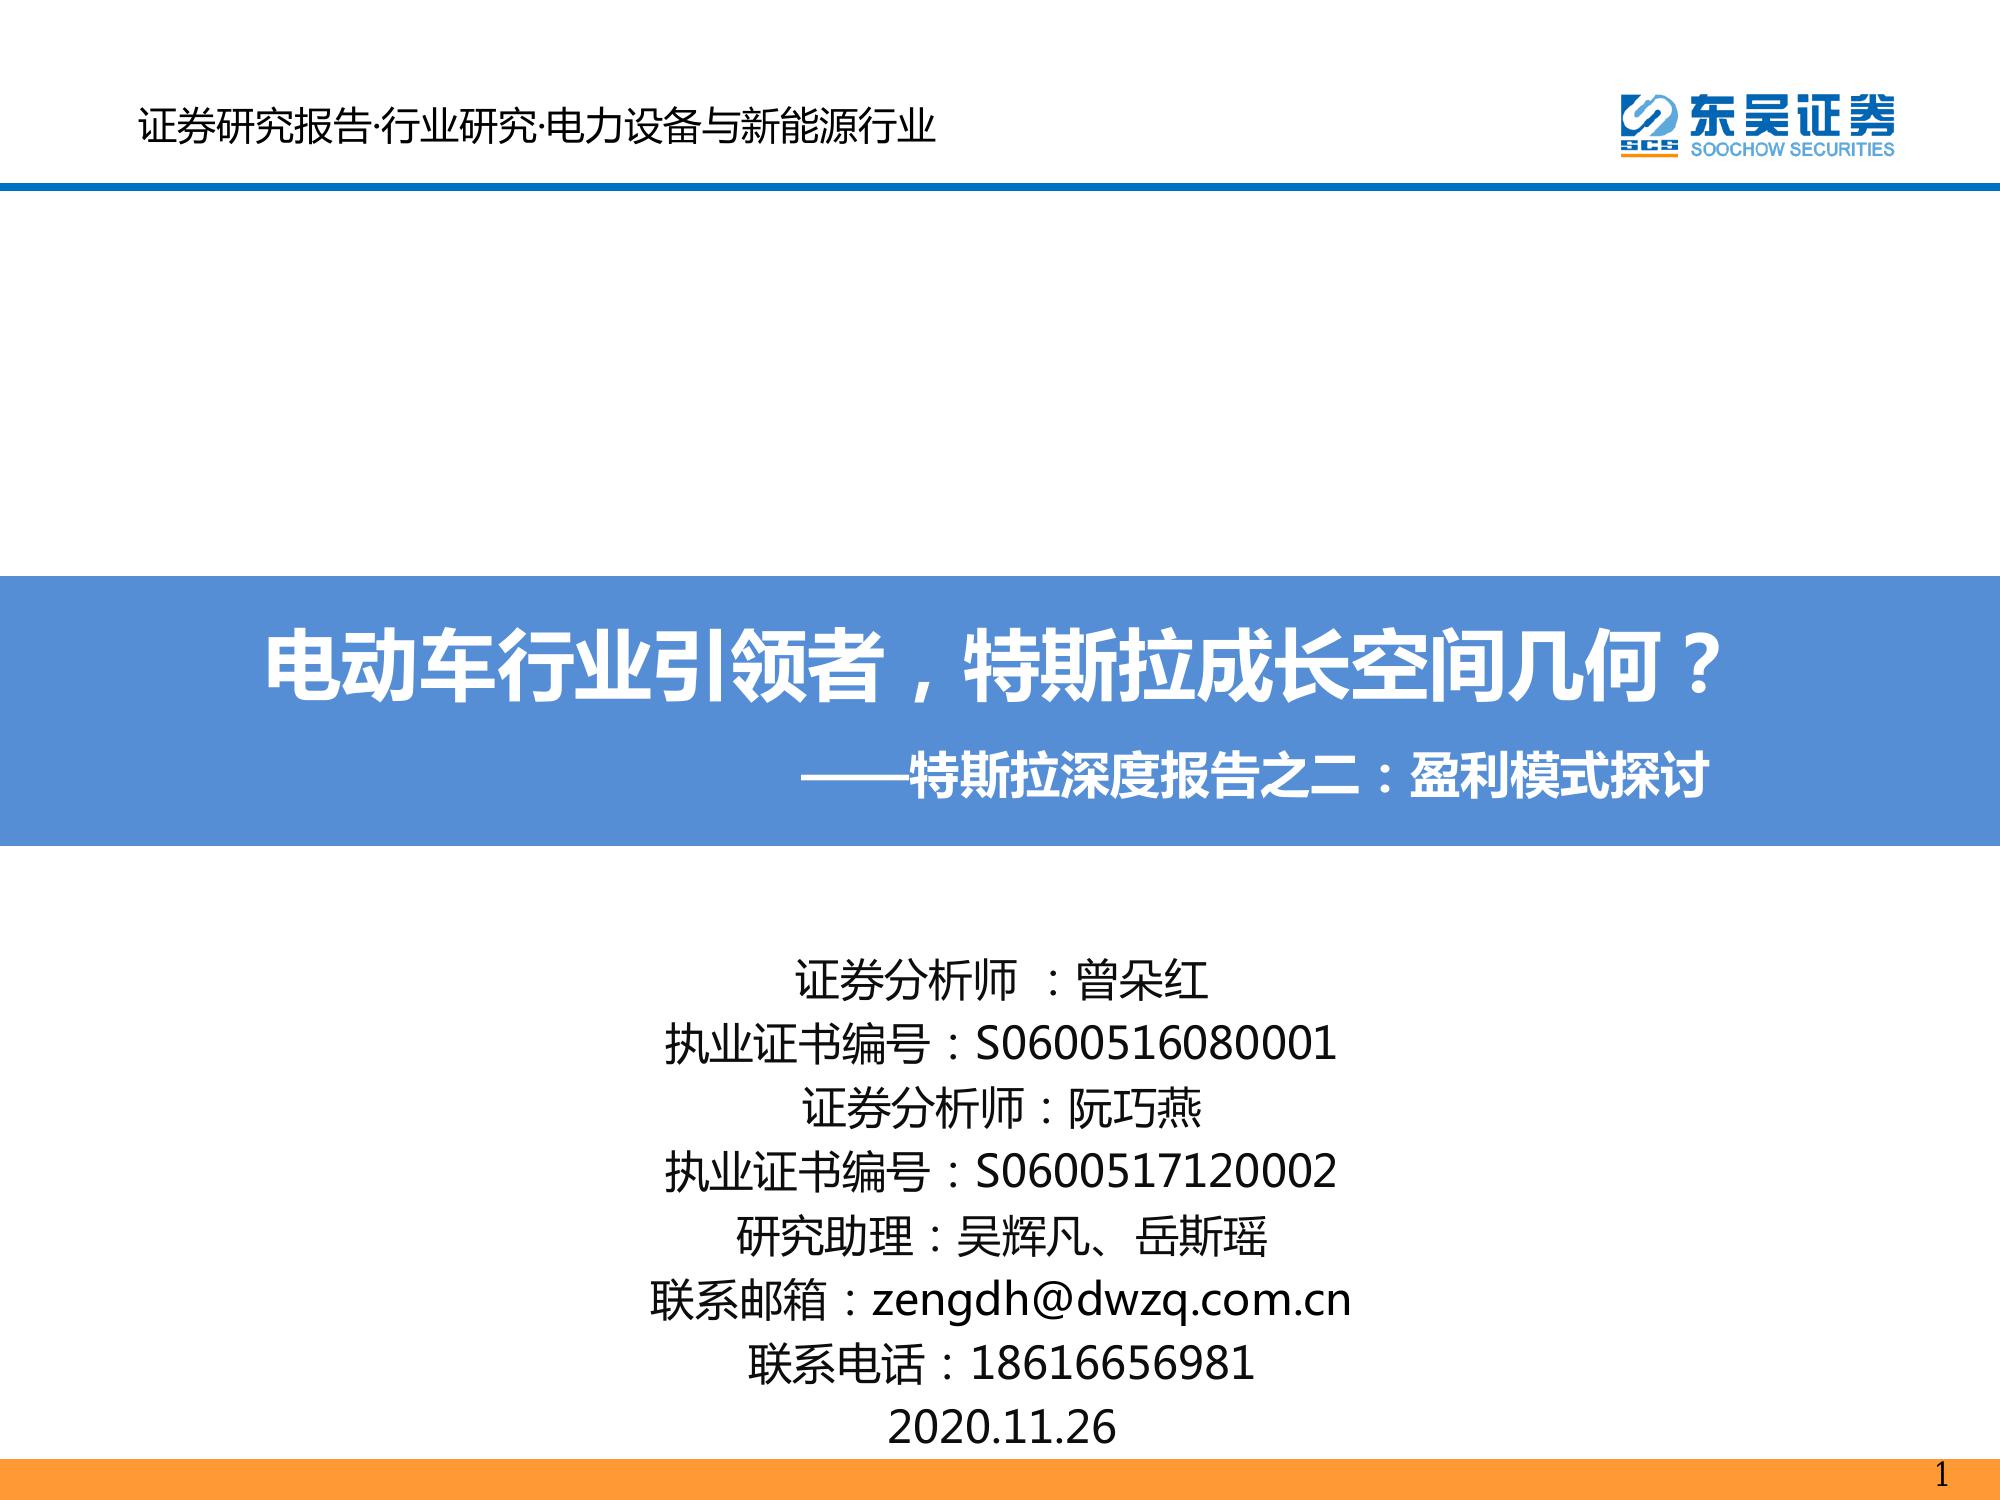 证券研究报告·行业研究·电力设备与新能源行业
东吴证券
SCS
SOOCHOW SECURITIES
电动车行业引领者，特斯拉成长空间几何？
——特斯拉深度报告之二：盈利模式探讨
证券分析师 ：曾朵红
执业证书编号：S0600516080001
证券分析师：阮巧燕
执业证书编号：S0600517120002
研究助理：吴辉凡、岳斯瑶
联系邮箱：zengdh@dwzq.com.cn
联系电话：18616656981
2020.11.26
1